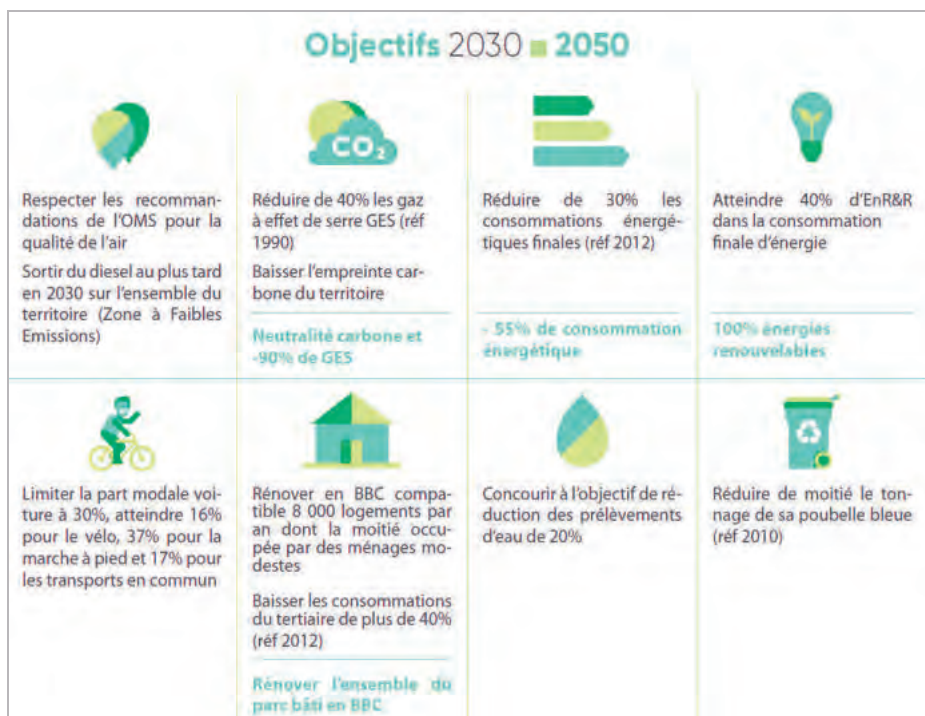 Objectifs 2030 ■ 2050
Respecter les recomman-
dations de l'OMS pour la
qualité de l'air
Sortir du diesel au plus tard
en 2030 sur l'ensemble du
territoire (Zone à Faibles
Emissions)
CO₂
Réduire de 40% les gaz
à effet de serre GES (réf
1990)
Baisser l'empreinte car-
bone du territoire
Neutralité carbone et
-90% de GES
Réduire de 30% les
consommations énergé-
tiques finales (réf 2012)
- 55% de consommation
énergétique
Atteindre 40% d'EnR&R
dans la consommation
finale d'énergie
100% énergies
renouvelables
Limiter la part modale voi-
ture à 30%, atteindre 16%
pour le vélo, 37% pour la
marche à pied et 17% pour
les transports en commun
Rénover en BBC compa-
tible 8 000 logements par
an dont la moitié occu-
pée par des ménages mo-
destes
Baisser les consommations
du tertiaire de plus de 40%
(réf 2012)
Rénover l'ensemble du
parc bâti en BBC
Concourir à l'objectif de ré-
duction des prélèvements
d'eau de 20%
Réduire de moitié le ton-
nage de sa poubelle bleue
(réf 2010)